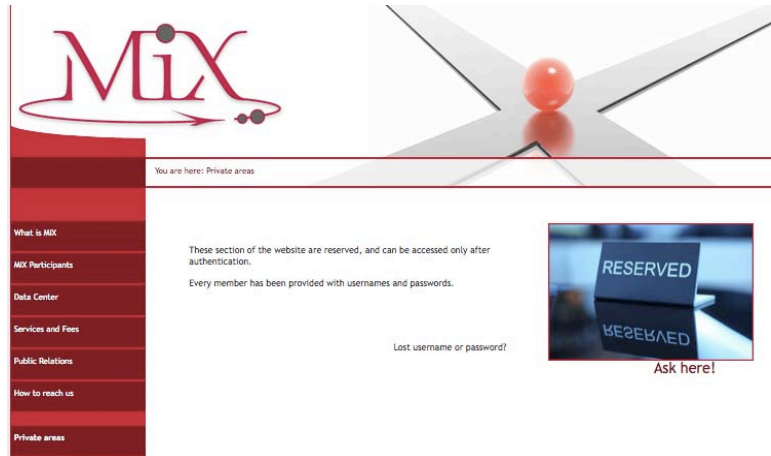 MiX
You are here: Private areas
What is MiX
MiX Participants
Data Center
Services and Fees
Public Relations
How to reach us
Private areas
These section of the website are reserved, and can be accessed only after
authentication.
Every member has been provided with usernames and passwords.
Lost username or password?
RESERVED
RESERVED
Ask here!